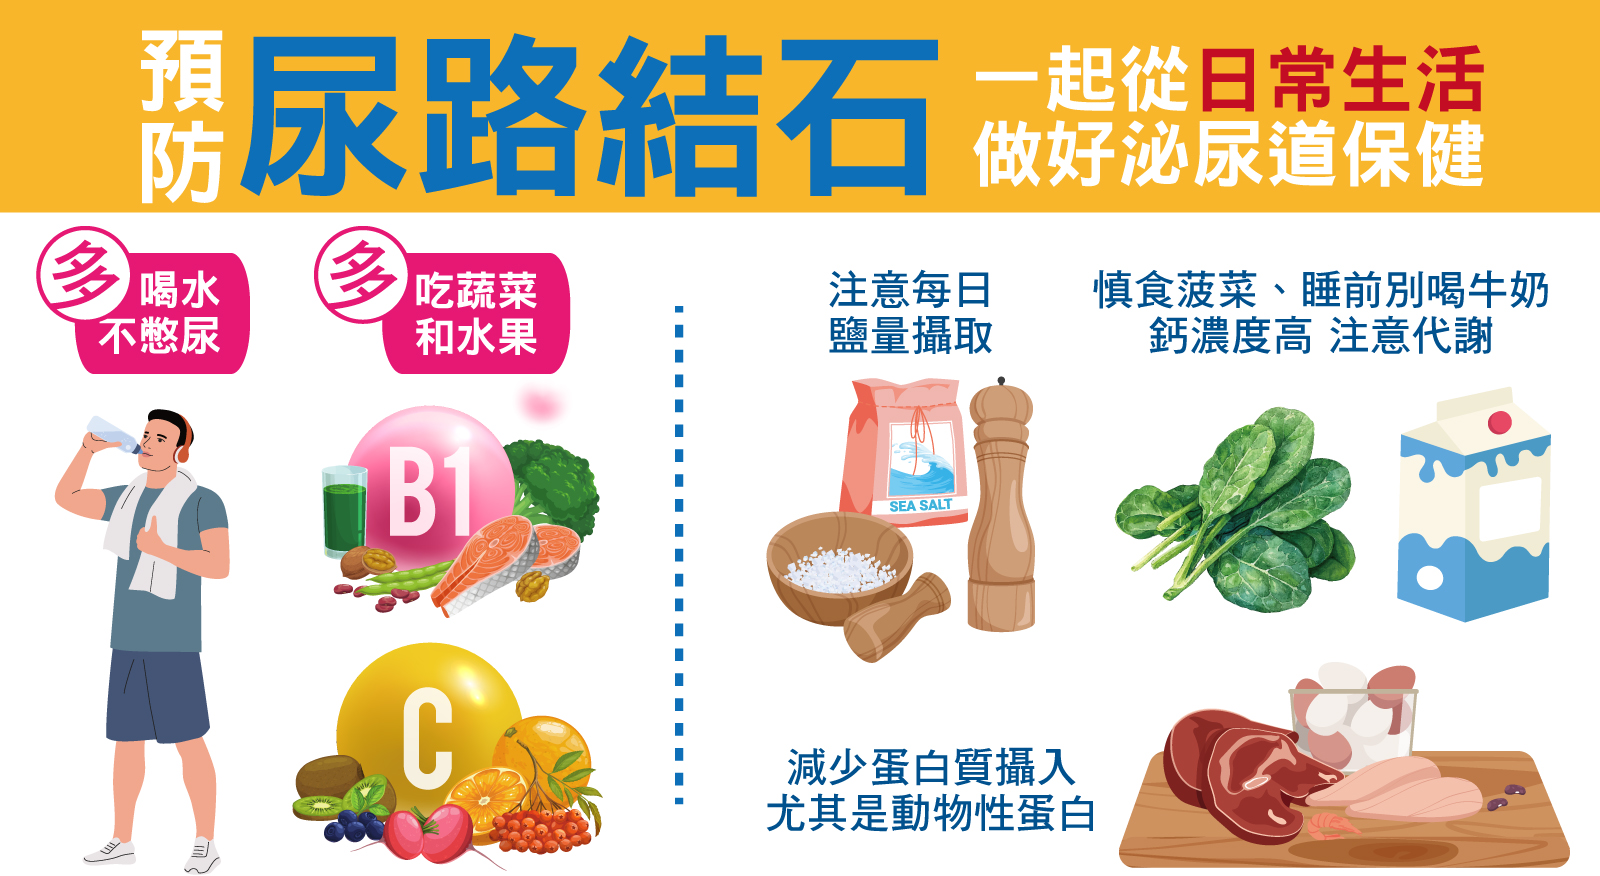 預防
尿路結石
一起從日常生活
做好泌尿道保健
多
喝水
不憋尿
多
吃蔬菜
和水果
注意每日
鹽量攝取
慎食菠菜、睡前別喝牛奶
鈣濃度高 注意代謝
B1
SEA SALT
C
減少蛋白質攝入
尤其是動物性蛋白